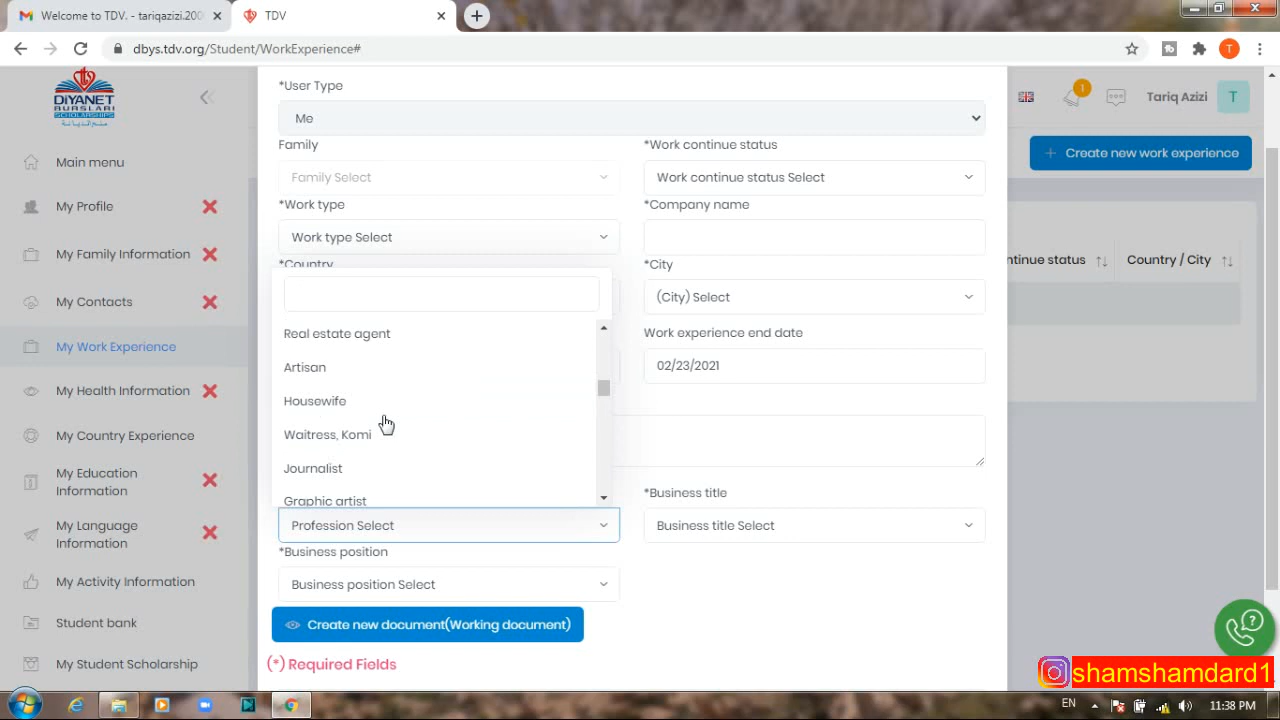 Welcome to TDV. - tariqazizi.200
TDV
dbys.tdv.org/Student/WorkExperience#
T
DIYANET
BURSLARI
SCHOLARSHIPS
1
Tariq Azizi
T
Create new work experience
Main menu
My Profile
My Family Information
My Contacts
My Work Experience
My Health Information
My Country Experience
My Education
Information
My Language
Information
My Activity Information
Student bank
My Student Scholarship
*User Type
Me
Family
*Work continue status
Family Select
Work continue status Select
*Work type
*Company name
Work type Select
*Country
*City
(City) Select
Work experience end date
02/23/2021
ntinue status
Country / City
Real estate agent
Artisan
Housewife
Waitress, Komi
Journalist
Graphic artist
*Business title
Profession Select
Business title Select
*Business position
Business position Select
Create new document(Working document)
(*) Required Fields
shamshamdard1
EN
11:38 PM